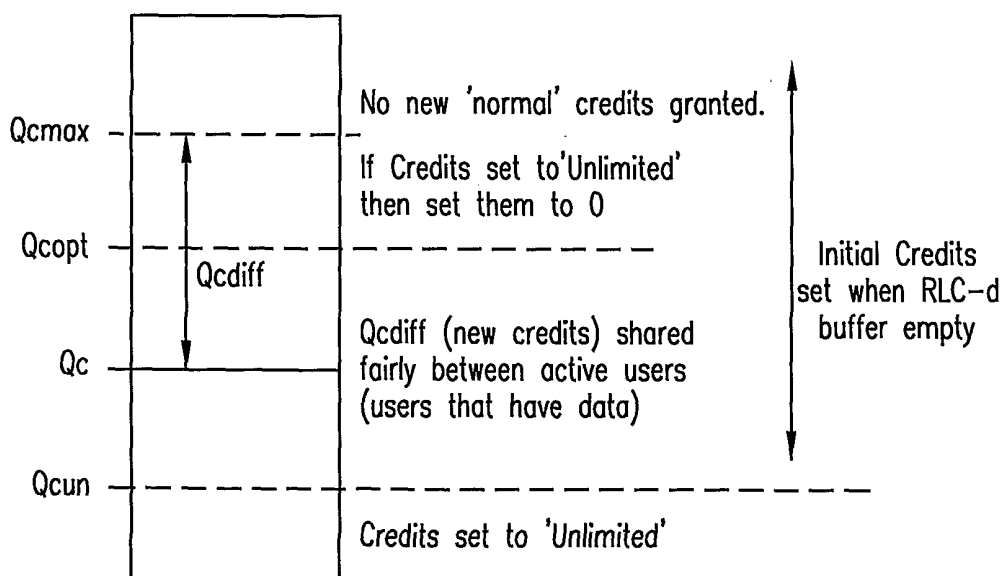 Qcmax
Qcopt
Qcdiff
Qc
Qcun
No new 'normal' credits granted.
If Credits set to'Unlimited'
then set them to 0
Qcdiff (new credits) shared
fairly between active users
(users that have data)
Credits set to 'Unlimited'
Initial Credits
set when RLC-d
buffer empty